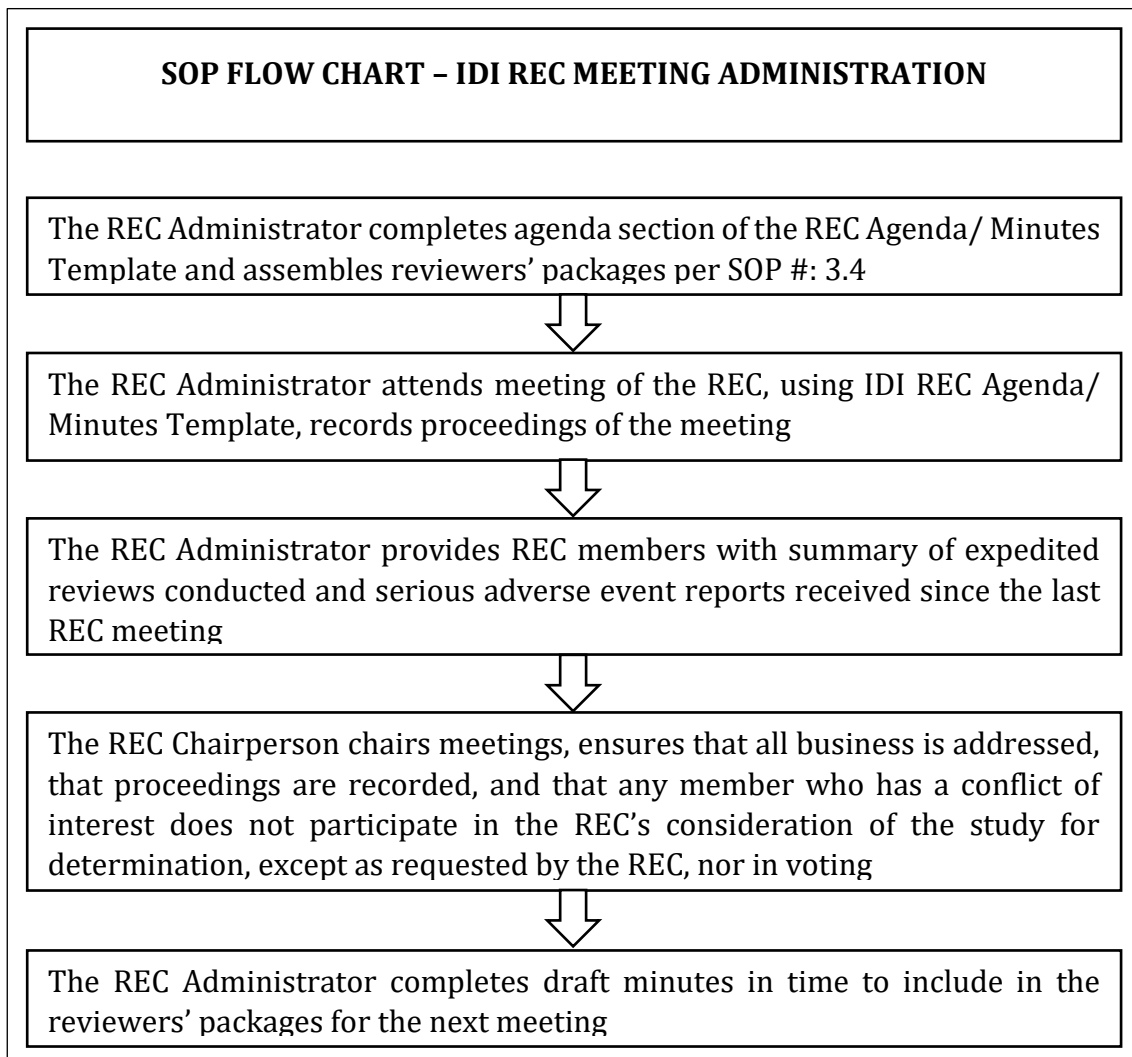 SOP FLOW CHART – IDI REC MEETING ADMINISTRATION
The REC Administrator completes agenda section of the REC Agenda/ Minutes
Template and assembles reviewers’ packages per SOP #: 3.4
The REC Administrator attends meeting of the REC, using IDI REC Agenda/
Minutes Template, records proceedings of the meeting
The REC Administrator provides REC members with summary of expedited
reviews conducted and serious adverse event reports received since the last
REC meeting
The REC Chairperson chairs meetings, ensures that all business is addressed,
that proceedings are recorded, and that any member who has a conflict of
interest does not participate in the REC’s consideration of the study for
determination, except as requested by the REC, nor in voting
The REC Administrator completes draft minutes in time to include in the
reviewers’ packages for the next meeting